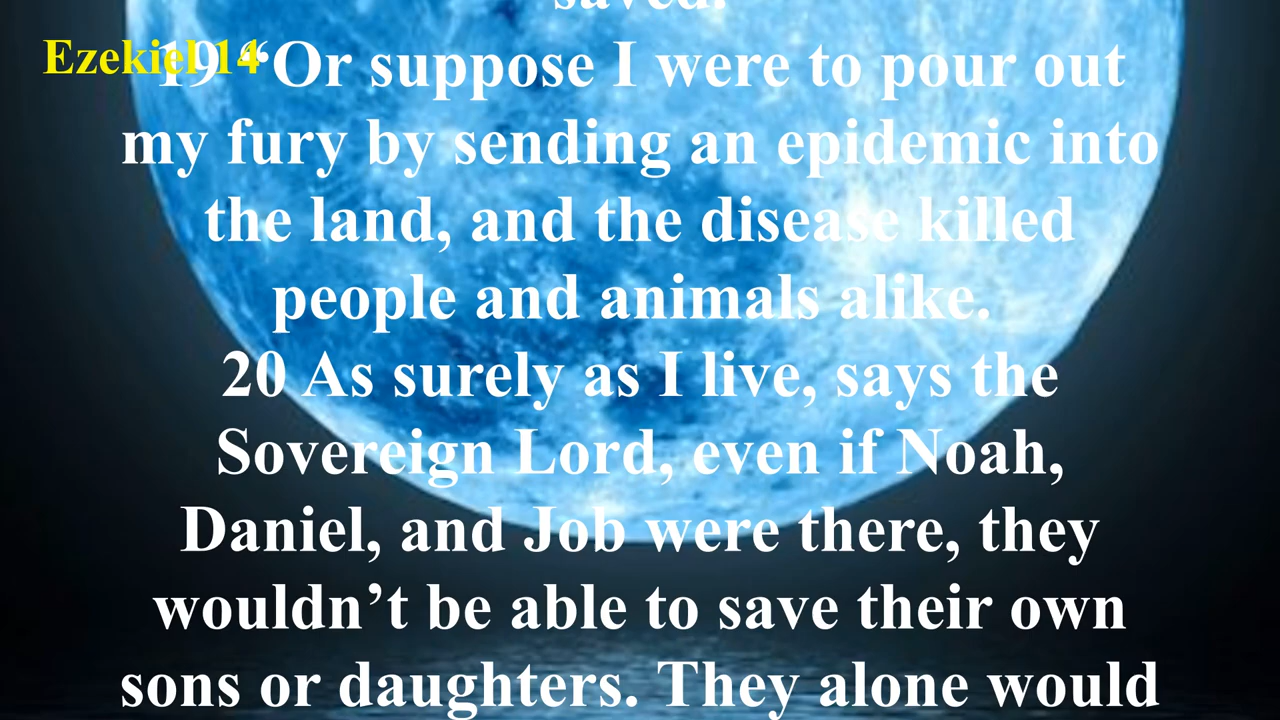 saved.
Ezekiel 14
19 “Or suppose I were to pour out
my fury by sending an epidemic into
the land, and the disease killed
people and animals alike.
20 As surely as I live, says the
Sovereign Lord, even if Noah,
Daniel, and Job were there, they
wouldn’t be able to save their own
sons or daughters. They alone would